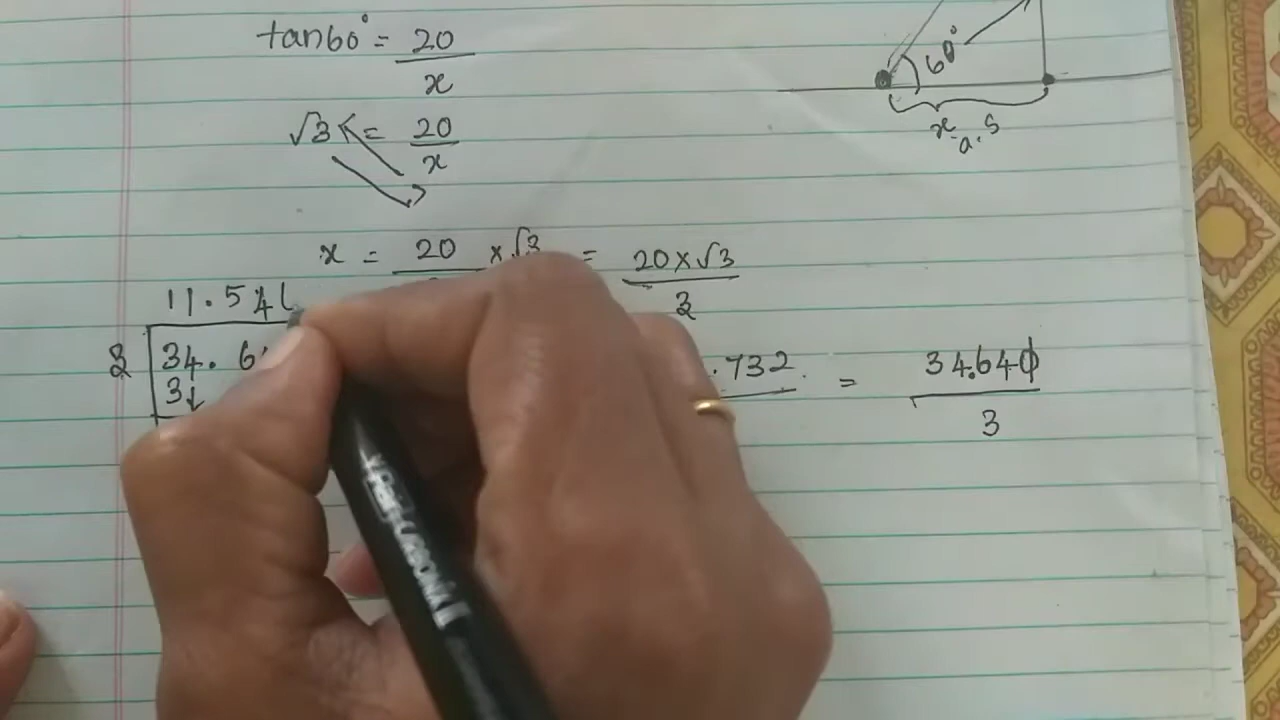 tan60° = 20
x
60°
√3 = 20
x
x a.s
x = 20 ×√3 = 20×√3
3
11.54
3 34. 6 .732 = 34.640
3 3